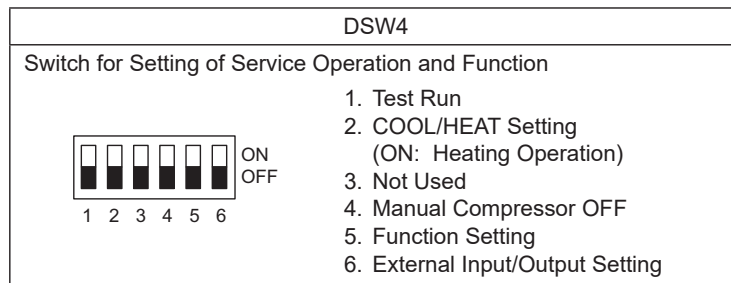 DSW4
Switch for Setting of Service Operation and Function
ON
OFF
1 2 3 4 5 6
1. Test Run
2. COOL/HEAT Setting
(ON: Heating Operation)
3. Not Used
4. Manual Compressor OFF
5. Function Setting
6. External Input/Output Setting